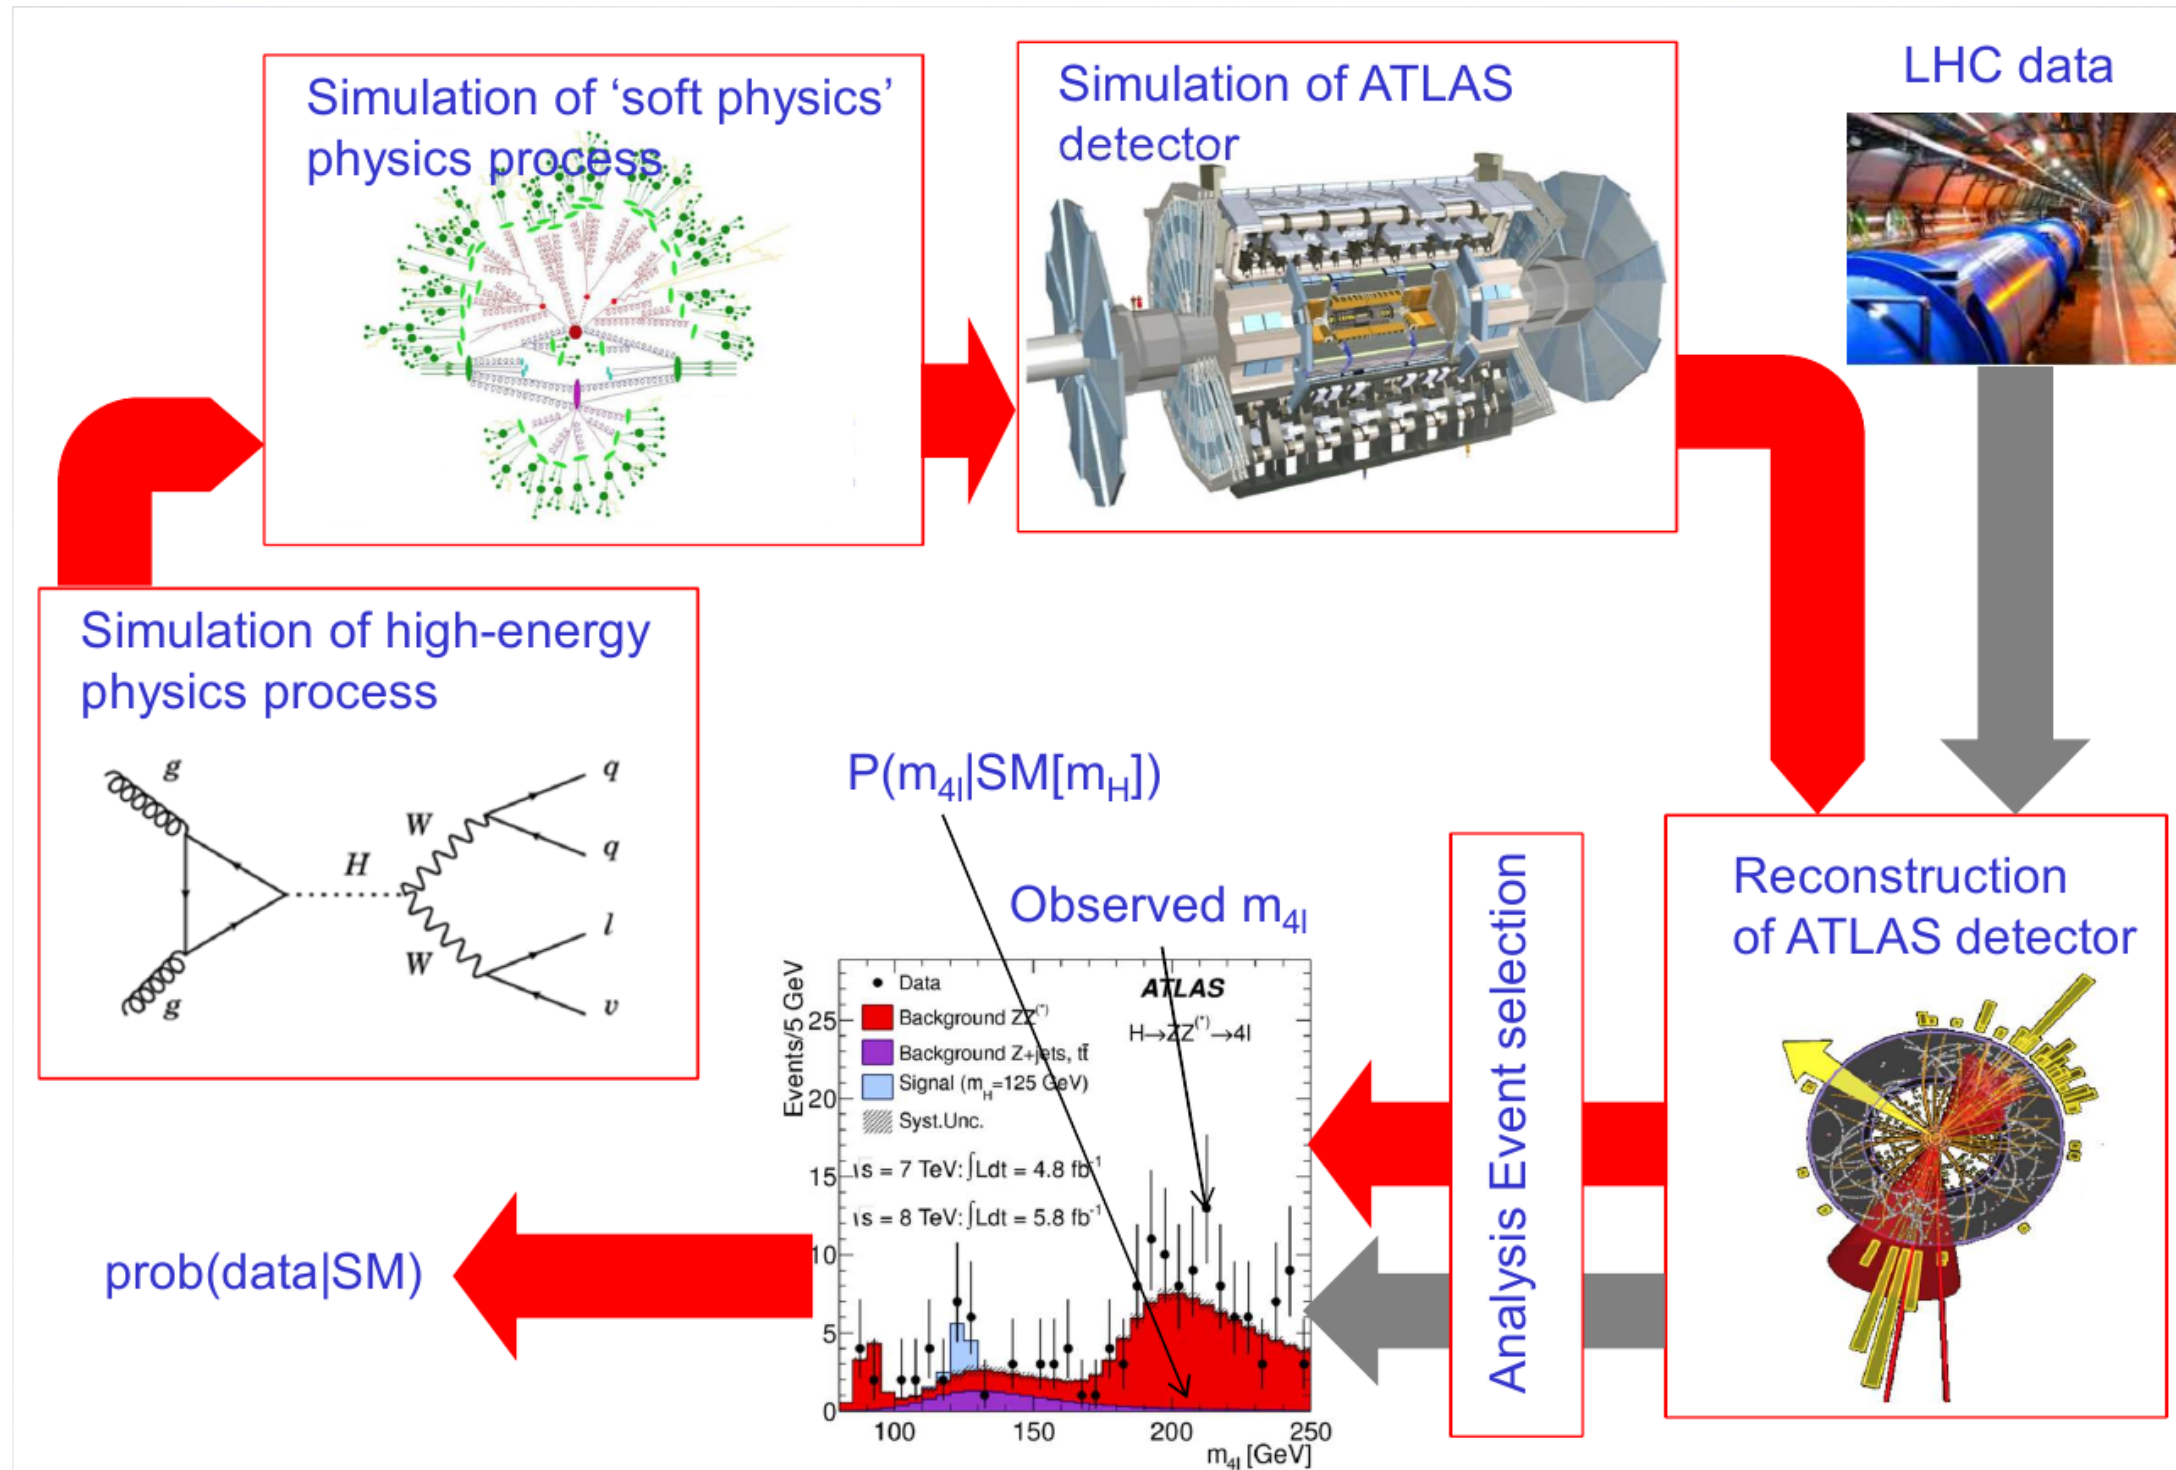 Simulation of ‘soft physics’
physics process
Simulation of ATLAS
detector
LHC data
Simulation of high-energy
physics process
g
g
H
W
W
q
q
l
ν
P(m4l|SM[mH])
Observed m4l
Analysis Event selection
Reconstruction
of ATLAS detector
prob(data|SM)
Events/5 GeV
25
20
15
10
5
0
Data
Background ZZ(*)
Background Z+jets, tt̄
Signal (mH=125 GeV)
Syst.Unc.
√s = 7 TeV: ∫Ldt = 4.8 fb-1
√s = 8 TeV: ∫Ldt = 5.8 fb-1
ATLAS
H→ZZ(*)→4l
100
150
200
250
m4l [GeV]